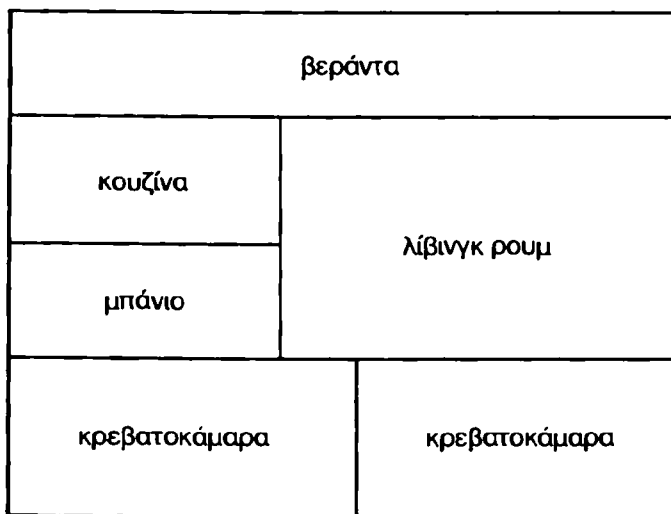 βεράντα
κουζίνα
λίβινγκ ρουμ
μπάνιο
κρεβατοκάμαρα
κρεβατοκάμαρα